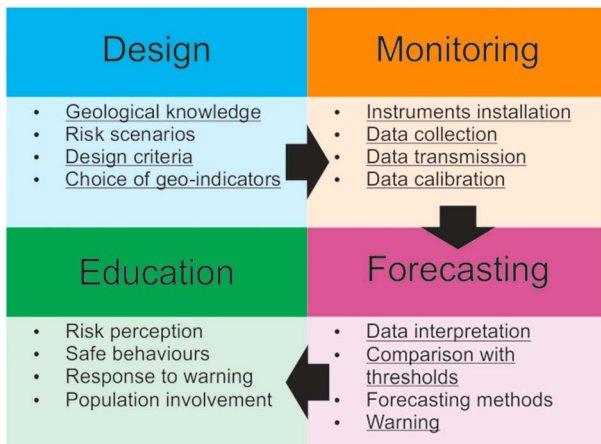 Design
• Geological knowledge
• Risk scenarios
• Design criteria
• Choice of geo-indicators
Monitoring
• Instruments installation
• Data collection
• Data transmission
• Data calibration
Education
• Risk perception
• Safe behaviours
• Response to warning
• Population involvement
Forecasting
• Data interpretation
• Comparison with
thresholds
• Forecasting methods
• Warning